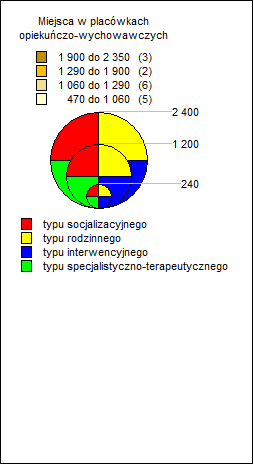 Miejsca w placówkach
opiekuńczo-wychowawczych
1 900 do 2 350 (3)
1 290 do 1 900 (2)
1 060 do 1 290 (6)
470 do 1 060 (5)
2 400
1 200
240
typu socjalizacyjnego
typu rodzinnego
typu interwencyjnego
typu specjalistyczno-terapeutycznego